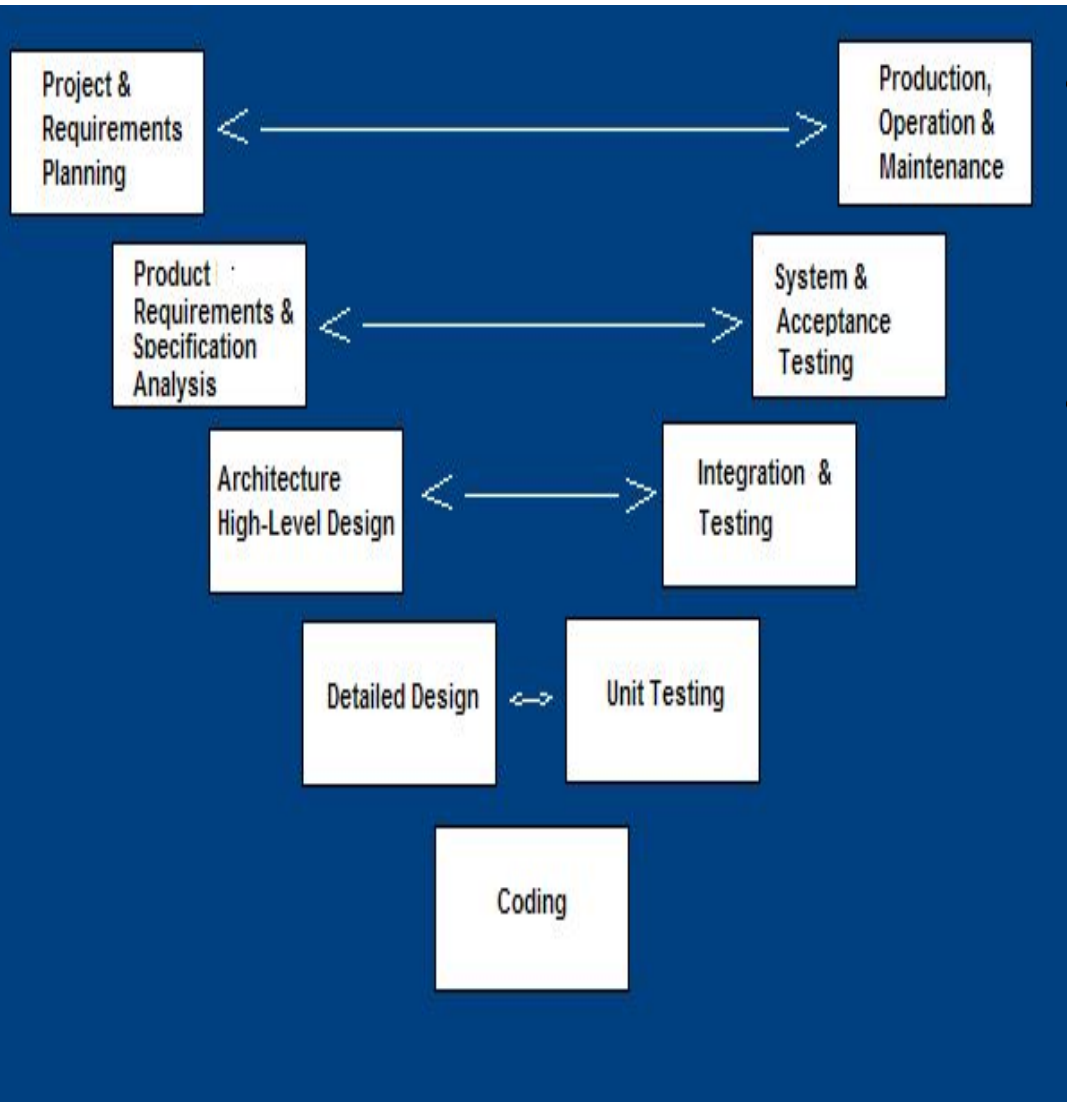 Project &
Requirements
Planning
Production,
Operation &
Maintenance
Product
Requirements &
Specification
Analysis
System &
Acceptance
Testing
Architecture
High-Level Design
Integration &
Testing
Detailed Design
Unit Testing
Coding